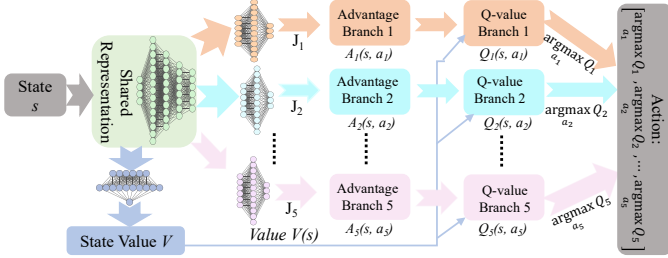 State
s
Shared
Representation
J1
J2
J5
Advantage
Branch 1
A1(s, a1)
Advantage
Branch 2
A2(s, a2)
Advantage
Branch 5
A5(s, a5)
Q-value
Branch 1
Q1(s, a1)
Q-value
Branch 2
Q2(s, a2)
Q-value
Branch 5
Q5(s, a5)
argmax Q1
a1
argmax Q2
a2
argmax Q5
a5
State Value V
Value V(s)
Action:
[argmax Q1 , argmax Q2 , ⋯ , argmax Q5]
a1 a2 a5